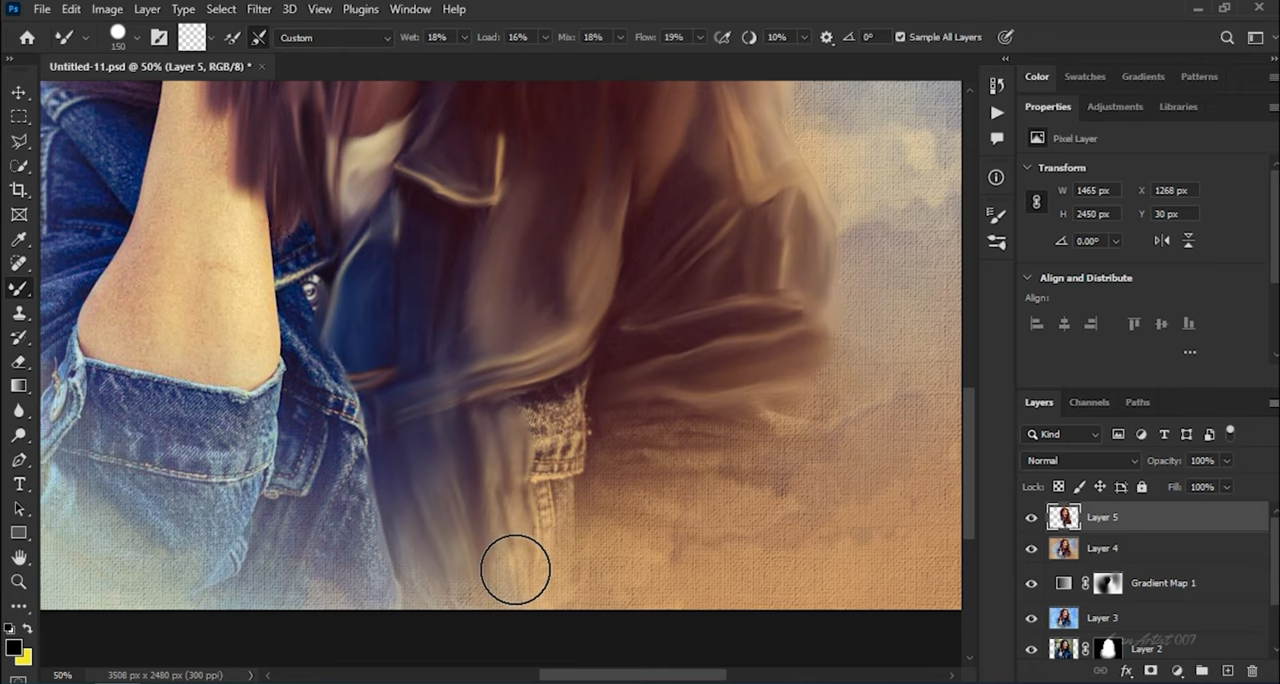 Ps File Edit Image Layer Type Select Filter 3D View Plugins Window Help
150 Custom Wet: 18% Load: 16% Mix: 18% Flow: 19% 10% 0° Sample All Layers
Untitled-11.psd @ 50% (Layer 5, RGB/8) *
Color Swatches Gradients Patterns
Properties Adjustments Libraries
Pixel Layer
Transform
W 1465 px X 1268 px
H 2450 px Y 30 px
0.00°
Align and Distribute
Align:
Layers Channels Paths
Kind
Normal Opacity: 100%
Lock: Fill: 100%
Layer 5
Layer 4
Gradient Map 1
Layer 3
Layer 2
50% 3508 px x 2480 px (300 ppi)